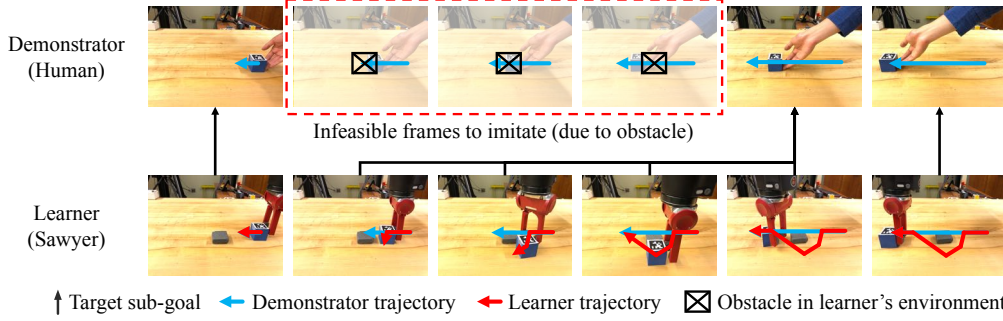 Demonstrator
(Human)
Infeasible frames to imitate (due to obstacle)
Learner
(Sawyer)
Target sub-goal
Demonstrator trajectory
Learner trajectory
Obstacle in learner's environment